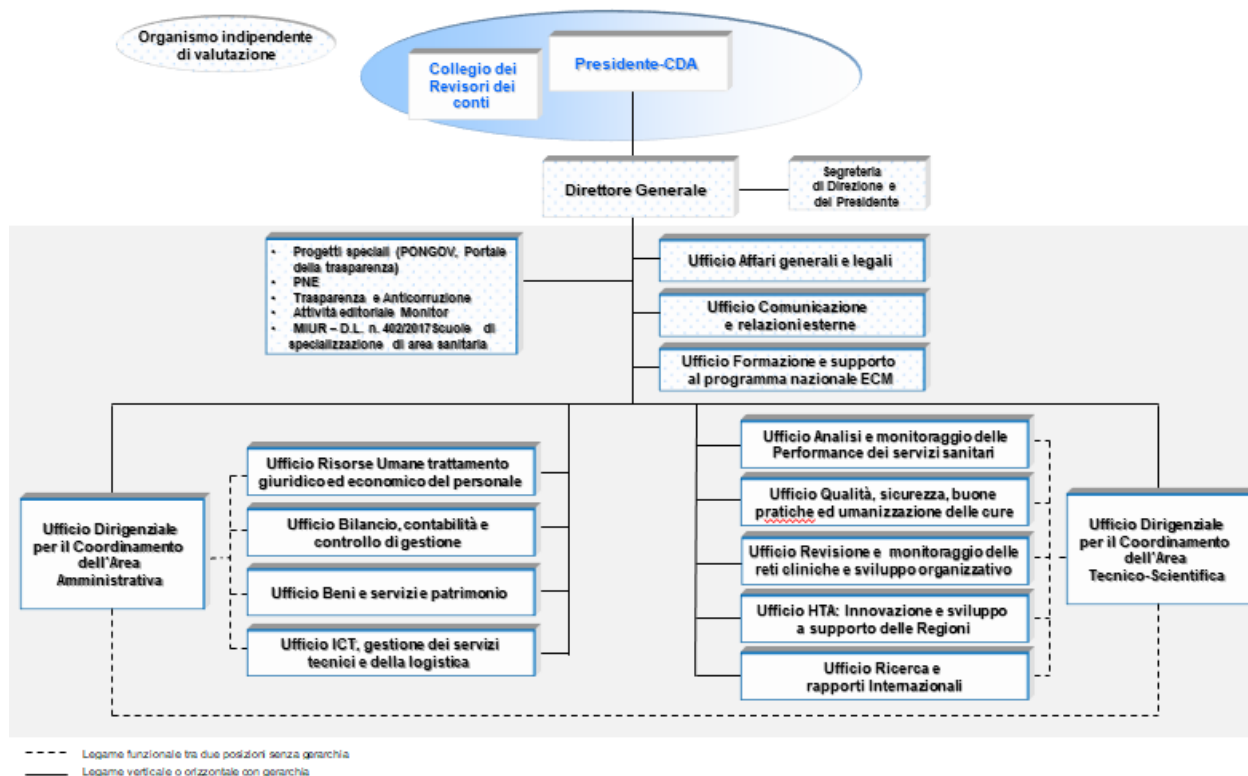 Organismo indipendente
di valutazione
Collegio dei
Revisori dei
conti
Presidente-CDA
Direttore Generale
Segreteria
di Direzione e
del Presidente
• Progetti speciali (PONGOV, Portale
della trasparenza)
• PNE
• Trasparenza e Anticorruzione
• Attività editoriale Monitor
• MIUR – D.L. n. 402/2017Scuole di
specializzazione di area sanitaria
Ufficio Affari generali e legali
Ufficio Comunicazione
e relazioni esterne
Ufficio Formazione e supporto
al programma nazionale ECM
Ufficio Dirigenziale
per il Coordinamento
dell'Area
Amministrativa
Ufficio Risorse Umane trattamento
giuridico ed economico del personale
Ufficio Bilancio, contabilità e
controllo di gestione
Ufficio Beni e servizi e patrimonio
Ufficio ICT, gestione dei servizi
tecnici e della logistica
Ufficio Analisi e monitoraggio delle
Performance dei servizi sanitari
Ufficio Qualità, sicurezza, buone
pratiche ed umanizzazione delle cure
Ufficio Revisione e monitoraggio delle
reti cliniche e sviluppo organizzativo
Ufficio HTA: Innovazione e sviluppo
a supporto delle Regioni
Ufficio Ricerca e
rapporti Internazionali
Ufficio Dirigenziale
per il Coordinamento
dell'Area
Tecnico-Scientifica
Legame funzionale tra due posizioni senza gerarchia
Legame verticale o orizzontale con gerarchia